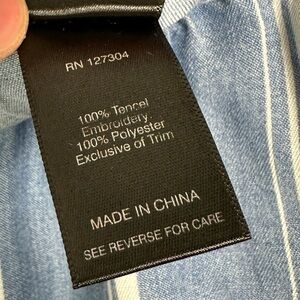 RN 127304
100% Tencel
Embroidery:
100% Polyester
Exclusive of Trim
MADE IN CHINA
SEE REVERSE FOR CARE